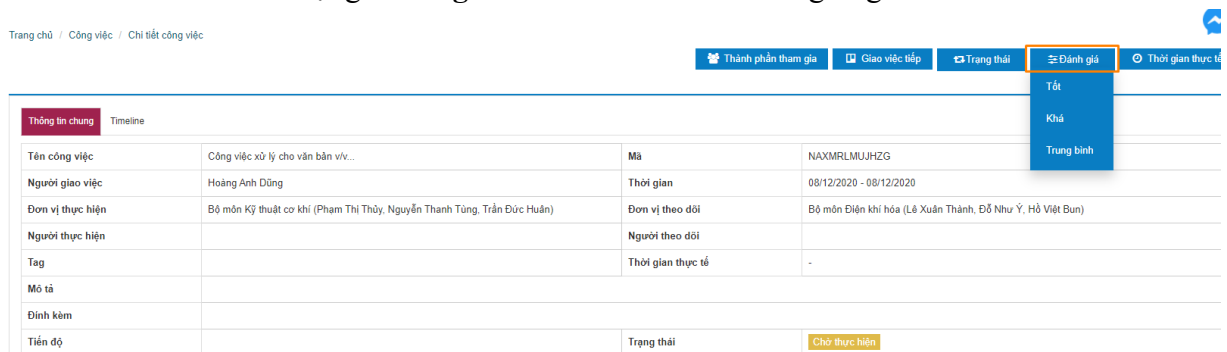 Trang chủ / Công việc / Chi tiết công việc
Thành phần tham gia Giao việc tiếp Trạng thái Đánh giá Thời gian thực tế
Tốt
Khá
Trung bình
Thông tin chung Timeline
Tên công việc Công việc xử lý cho văn bản v/v... Mã NAXMRLMUJHZG
Người giao việc Hoàng Anh Dũng Thời gian 08/12/2020 - 08/12/2020
Đơn vị thực hiện Bộ môn Kỹ thuật cơ khí (Phạm Thị Thủy, Nguyễn Thanh Tùng, Trần Đức Huân) Đơn vị theo dõi Bộ môn Điện khí hóa (Lê Xuân Thành, Đỗ Như Ý, Hồ Việt Bun)
Người thực hiện Người theo dõi
Tag Thời gian thực tế -
Mô tả
Đính kèm
Tiến độ Trạng thái Chờ thực hiện